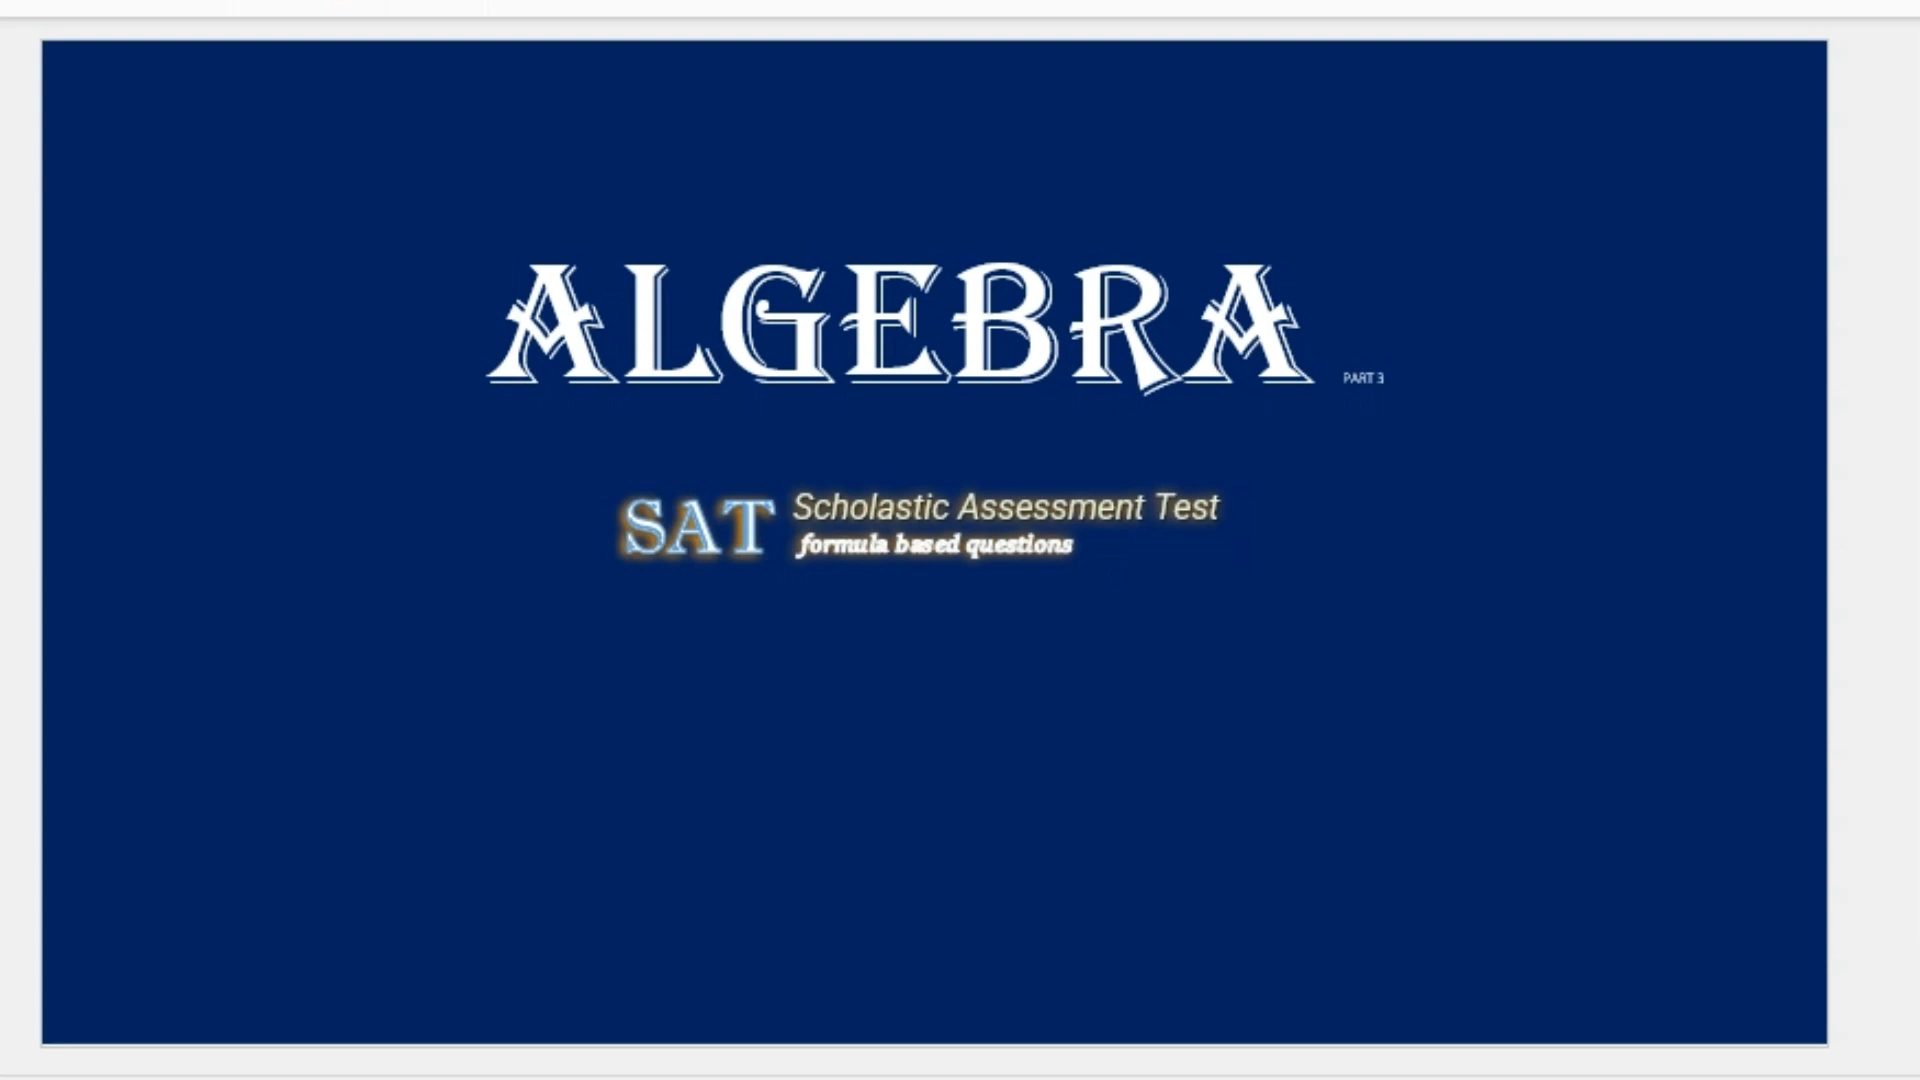 ALGEBRA PART 3
SAT Scholastic Assessment Test
formula based questions